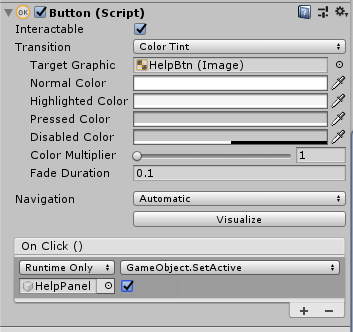 Button (Script)
Interactable
Transition Color Tint
Target Graphic HelpBtn (Image)
Normal Color
Highlighted Color
Pressed Color
Disabled Color
Color Multiplier 1
Fade Duration 0.1
Navigation Automatic
Visualize
On Click ()
Runtime Only GameObject.SetActive
HelpPanel